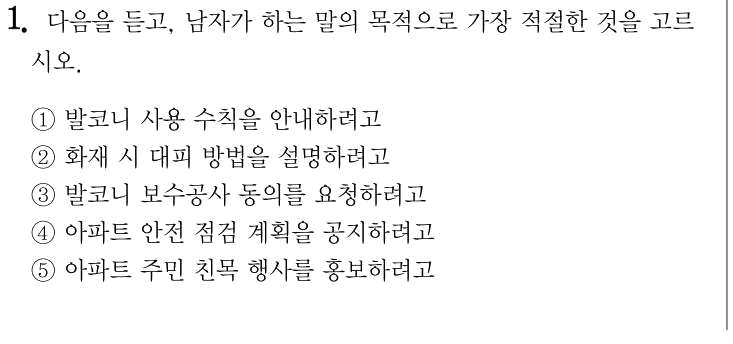 1. 다음을 듣고, 남자가 하는 말의 목적으로 가장 적절한 것을 고르
시오.
① 발코니 사용 수칙을 안내하려고
② 화재 시 대피 방법을 설명하려고
③ 발코니 보수공사 동의를 요청하려고
④ 아파트 안전 점검 계획을 공지하려고
⑤ 아파트 주민 친목 행사를 홍보하려고